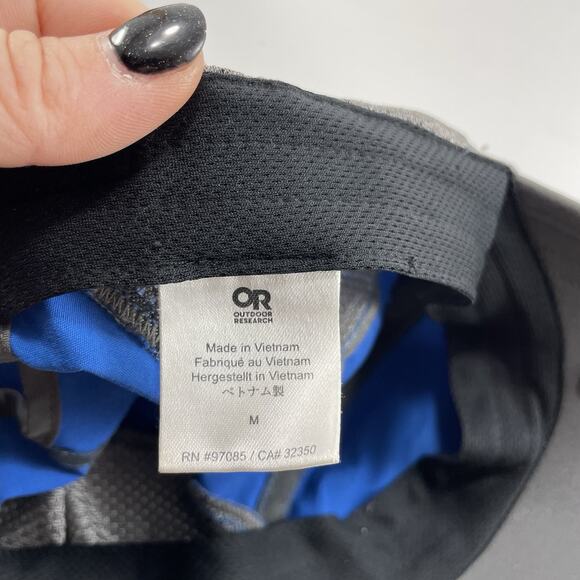 OR
OUTDOOR
RESEARCH
Made in Vietnam
Fabriqué au Vietnam
Hergestellt in Vietnam
ベトナム製
M
RN #97085 / CA# 32350